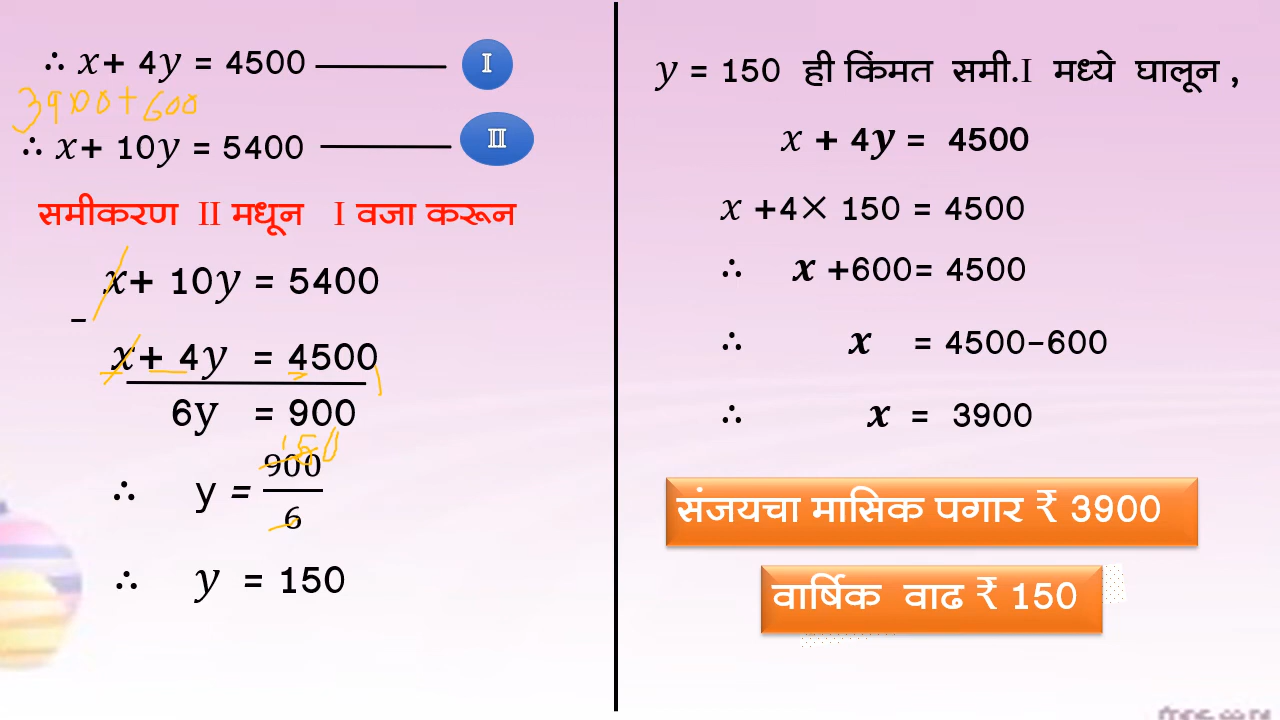 ∴ x+ 4y = 4500 I
3900+600
∴ x+ 10y = 5400 II
समीकरण II मधून I वजा करून
x+ 10y = 5400
–
x+ 4y = 4500
6y = 900
150
∴ y = 900/6
∴ y = 150
y = 150 ही किंमत समी.I मध्ये घालून ,
x + 4y = 4500
x +4× 150 = 4500
∴ x +600= 4500
∴ x = 4500–600
∴ x = 3900
संजयचा मासिक पगार ₹ 3900
वार्षिक वाढ ₹ 150